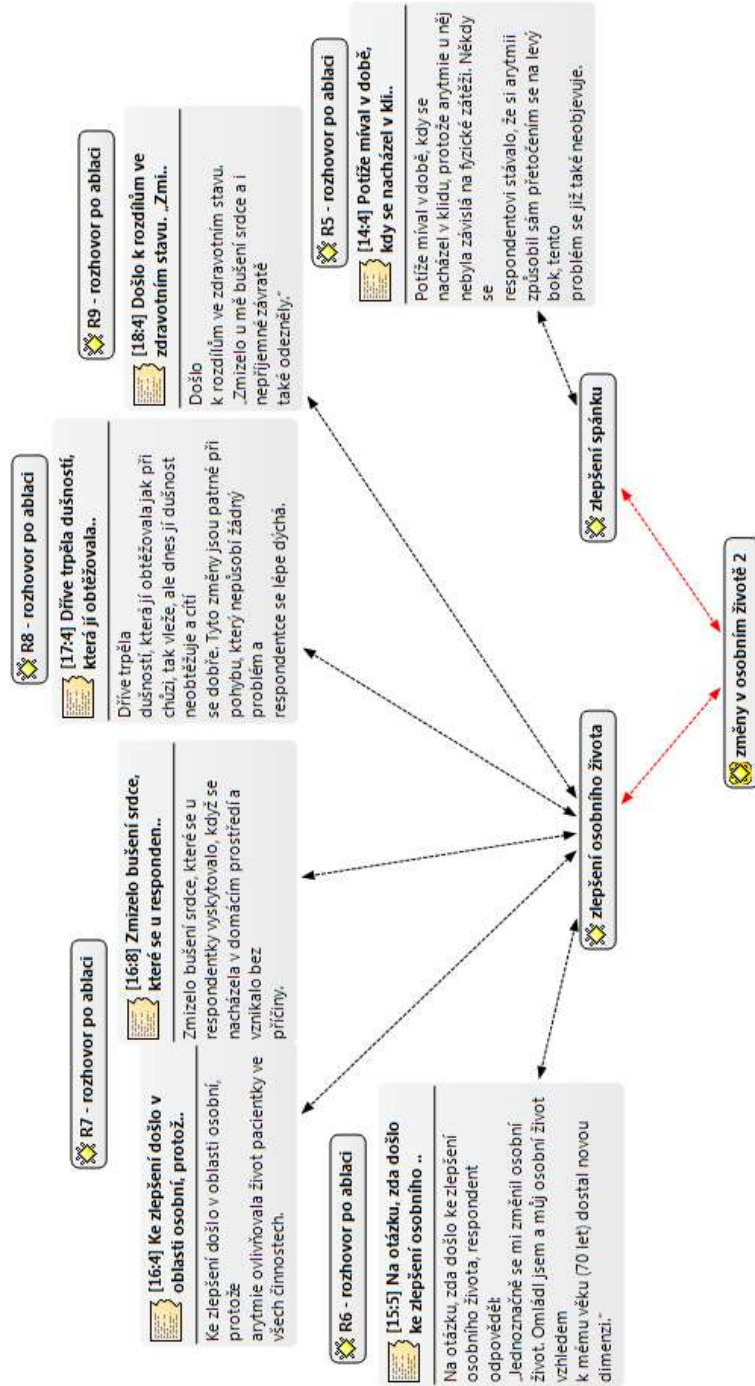 R7 - rozhovor po ablaci
[16:4] Ke zlepšení došlo v
oblasti osobní, protož..
Ke zlepšení došlo v oblasti osobní,
protože
arytmie ovlivňovala život pacientky ve
všech činnostech.
[16:8] Zmizelo bušení srdce,
které se u responden..
Zmizelo bušení srdce, které se u
respondentky vyskytovalo, když se
nacházela v domácím prostředí a
vznikalo bez
příčiny.
R8 - rozhovor po ablaci
[17:4] Dříve trpěla dušností,
která jí obtěžovala..
Dříve trpěla
dušností, která jí obtěžovala jak při
chůzi, tak vleže, ale dnes jí dušnost
neobtěžuje a cítí
se dobře. Tyto změny jsou patrné při
pohybu, který nepůsobí žádný
problém a
respondentce se lépe dýchá.
R9 - rozhovor po ablaci
[18:4] Došlo k rozdílům ve
zdravotním stavu. „Zmi..
Došlo
k rozdílům ve zdravotním stavu.
„Zmizelo u mě bušení srdce a i
nepříjemné závratě
také odezněly.“
R6 - rozhovor po ablaci
[15:5] Na otázku, zda došlo
ke zlepšení osobního ..
Na otázku, zda došlo ke zlepšení
osobního života, respondent
odpověděl:
„Jednoznačně se mi změnil osobní
život. Omládl jsem a můj osobní život
vzhledem
k mému věku (70 let) dostal novou
dimenzi.“
R5 - rozhovor po ablaci
[14:4] Potíže míval v době,
kdy se nacházel v kli..
Potíže míval v době, kdy se
nacházel v klidu, protože arytmie u něj
nebyla závislá na fyzické zátěži. Někdy
se
respondentovi stávalo, že si arytmii
způsobil sám přetočením se na levý
bok, tento
problém se již také neobjevuje.
zlepšení osobního života
zlepšení spánku
změny v osobním životě 2